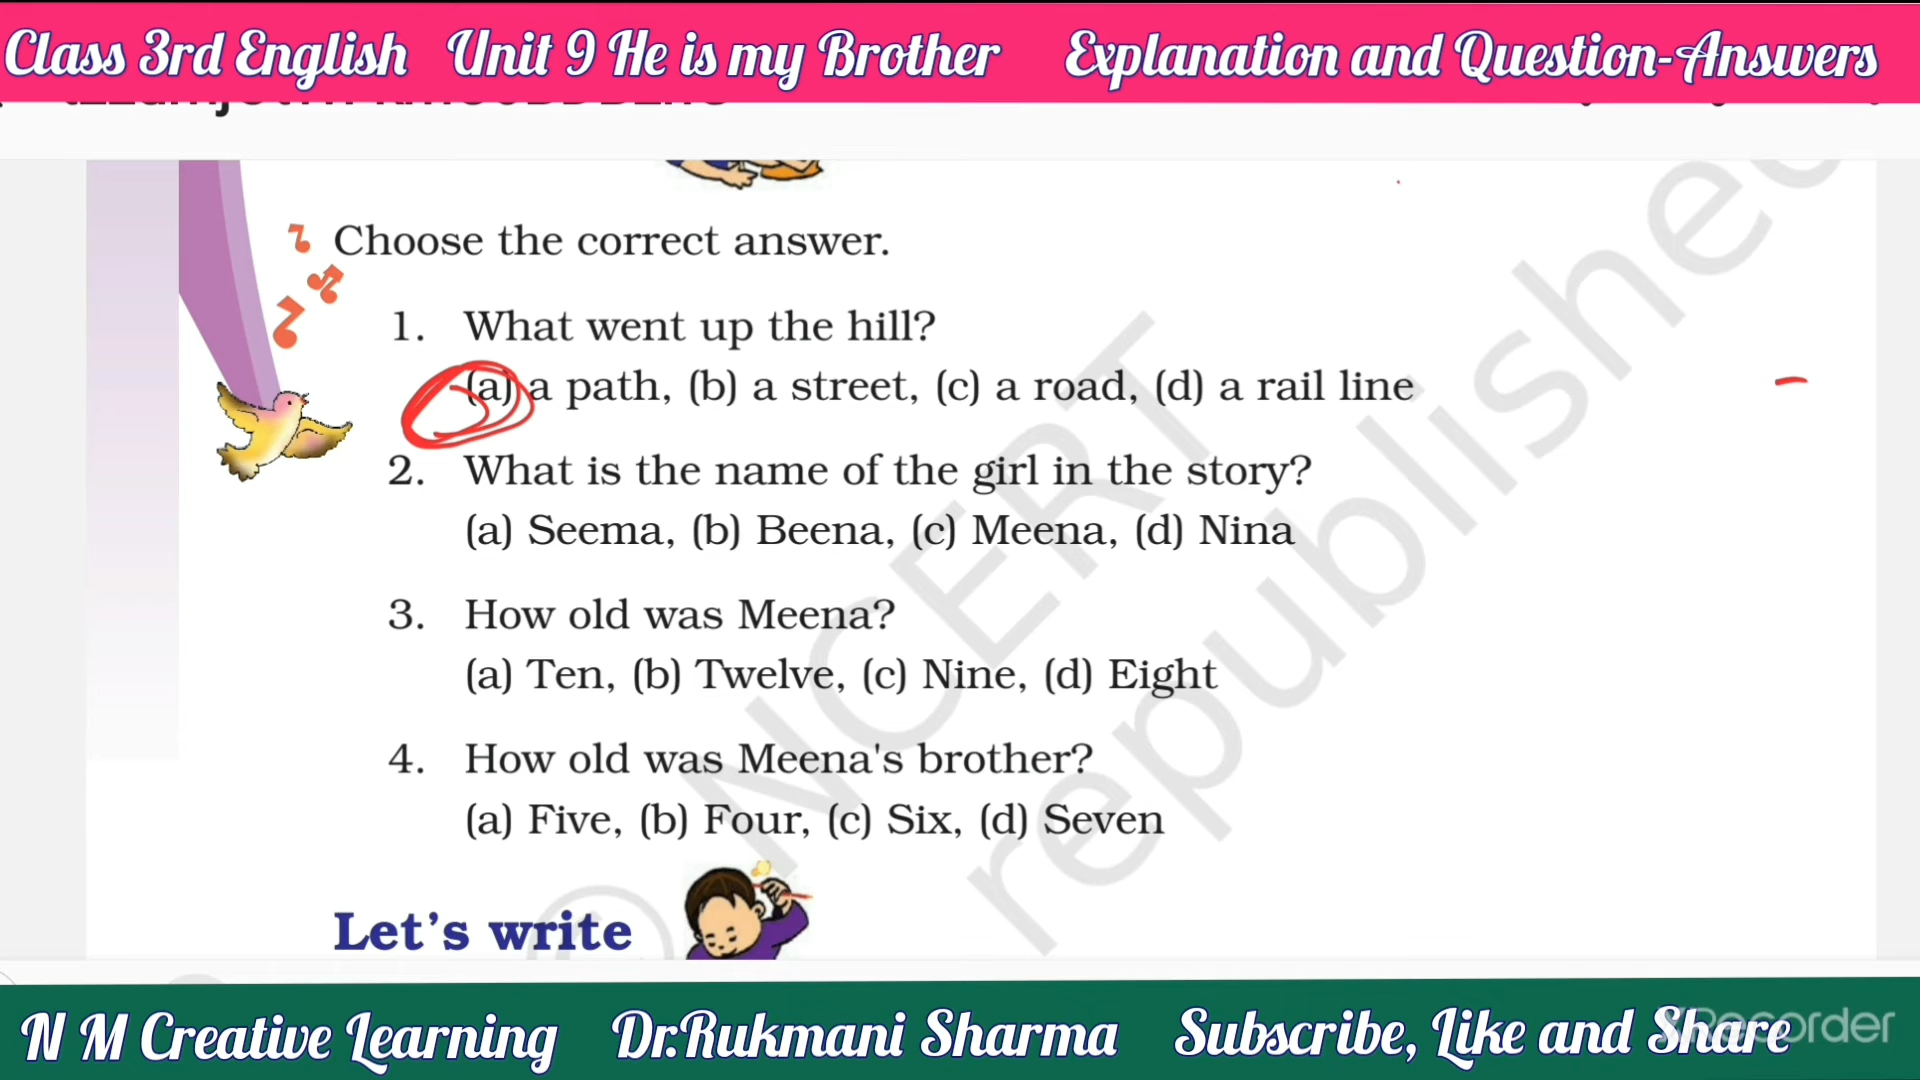 Class 3rd English Unit 9 He is my Brother Explanation and Question-Answers
Choose the correct answer.
1. What went up the hill?
(a) a path, (b) a street, (c) a road, (d) a rail line
2. What is the name of the girl in the story?
(a) Seema, (b) Beena, (c) Meena, (d) Nina
3. How old was Meena?
(a) Ten, (b) Twelve, (c) Nine, (d) Eight
4. How old was Meena's brother?
(a) Five, (b) Four, (c) Six, (d) Seven
Let's write
© NCERT
republished
N M Creative Learning Dr.Rukmani Sharma Subscribe, Like and Share